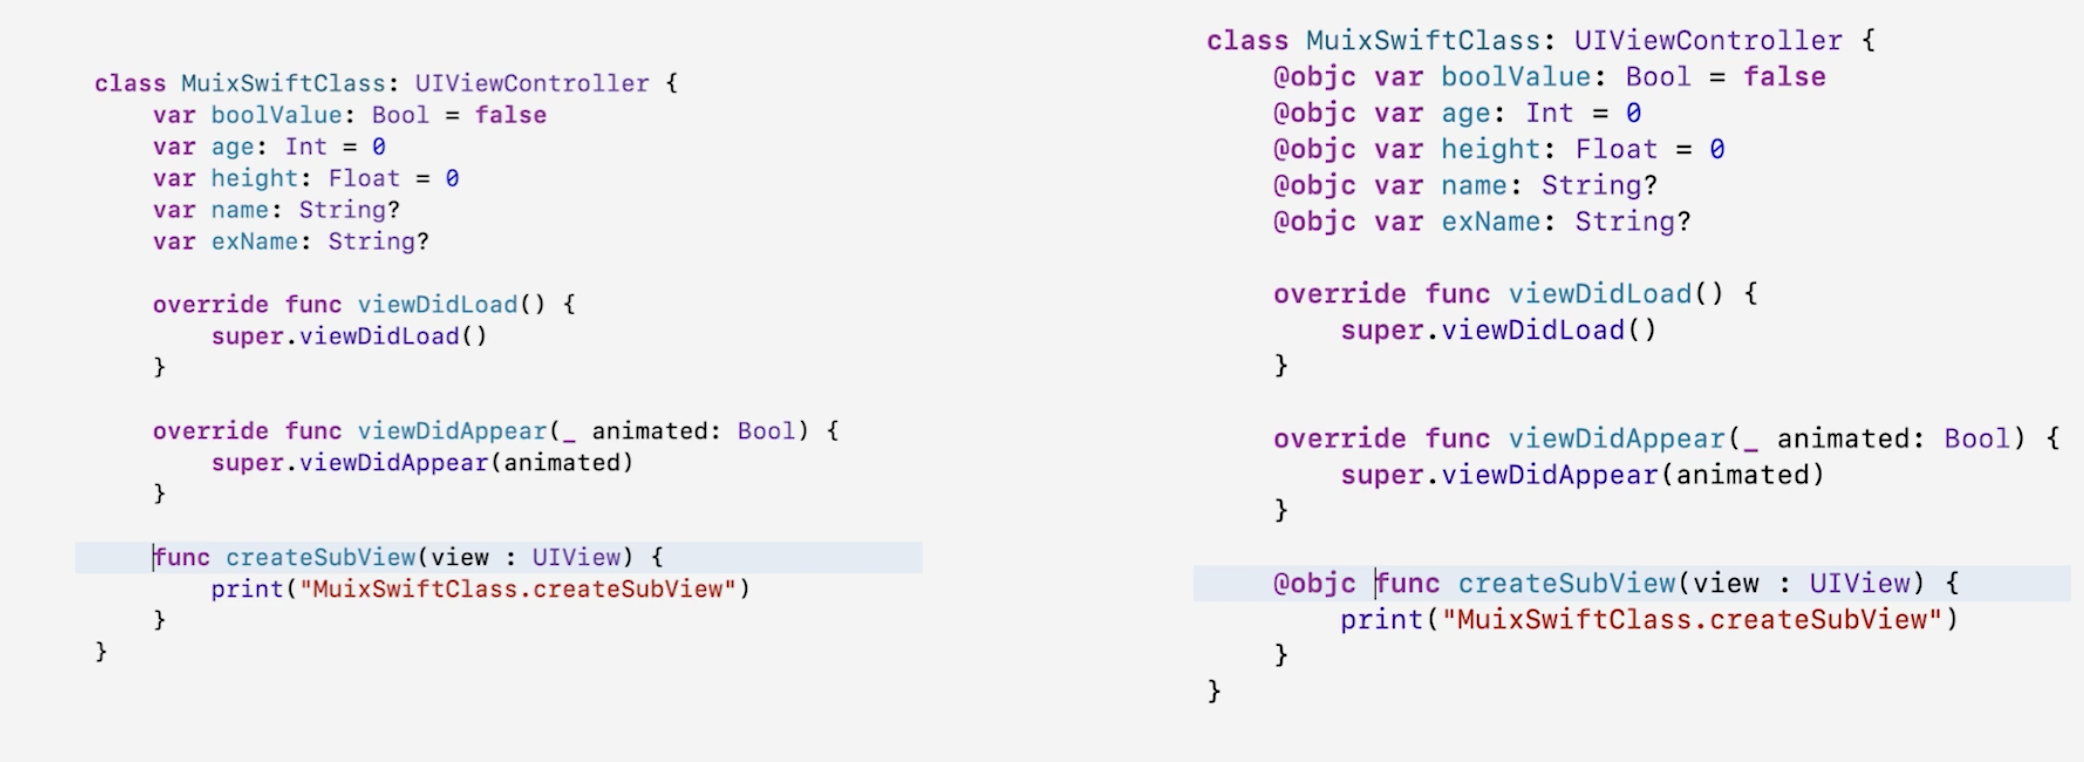 class MuixSwiftClass: UIViewController {
    var boolValue: Bool = false
    var age: Int = 0
    var height: Float = 0
    var name: String?
    var exName: String?
    override func viewDidLoad() {
        super.viewDidLoad()
    }
    override func viewDidAppear(_ animated: Bool) {
        super.viewDidAppear(animated)
    }
    func createSubView(view : UIView) {
        print("MuixSwiftClass.createSubView")
    }
}
class MuixSwiftClass: UIViewController {
    @objc var boolValue: Bool = false
    @objc var age: Int = 0
    @objc var height: Float = 0
    @objc var name: String?
    @objc var exName: String?
    override func viewDidLoad() {
        super.viewDidLoad()
    }
    override func viewDidAppear(_ animated: Bool) {
        super.viewDidAppear(animated)
    }
    @objc func createSubView(view : UIView) {
        print("MuixSwiftClass.createSubView")
    }
}